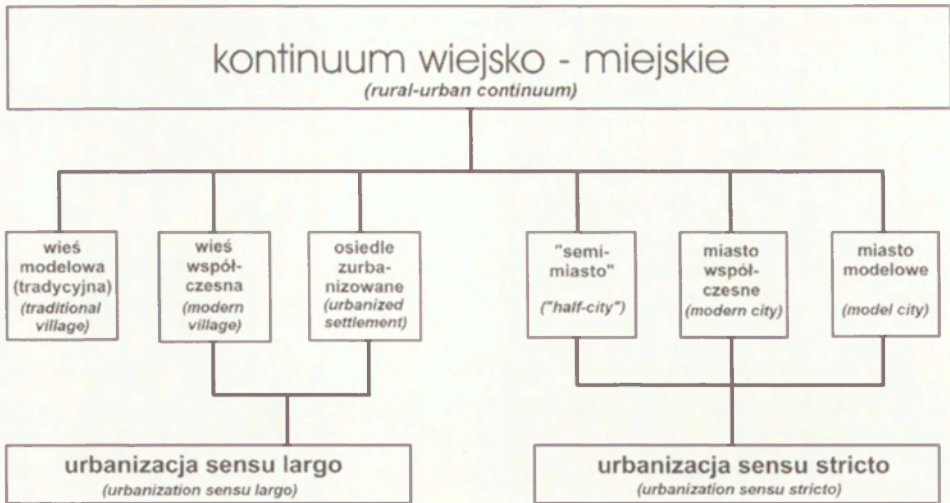 kontinuum wiejsko - miejskie
(rural-urban continuum)
wieś
modelowa
(tradycyjna)
(traditional
village)
wieś
współ-
czesna
(modern
village)
osiedle
zurba-
nizowane
(urbanized
settlement)
"semi-
miasto"
("half-city")
miasto
współ-
czesne
(modern city)
miasto
modelowe
(model city)
urbanizacja sensu largo
(urbanization sensu largo)
urbanizacja sensu stricto
(urbanization sensu stricto)